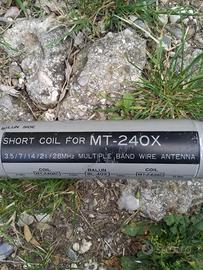 BALUN SIDE
SHORT COIL FOR MT-240X
3.5/7/14/21/28MHz MULTIPLE BAND WIRE ANTENNA
COIL BALUN COIL